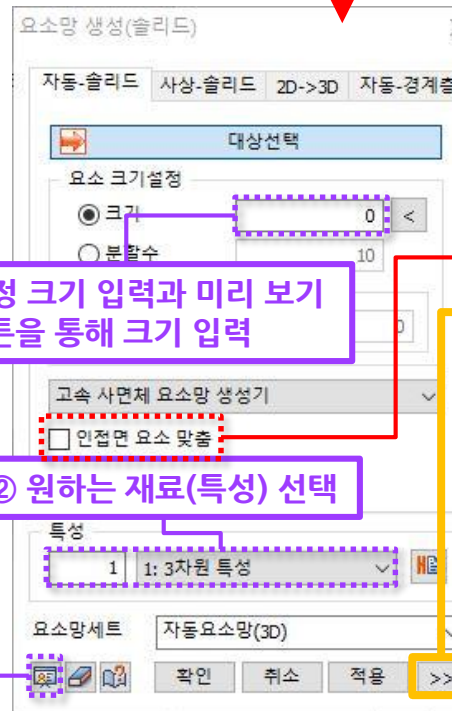 요소망 생성(솔리드)
자동-솔리드 사상-솔리드 2D->3D 자동-경계층
대상선택
요소 크기설정
크기 0 <
분할수 10
정 크기 입력과 미리 보기
튼을 통해 크기 입력
고속 사면체 요소망 생성기
인접면 요소 맞춤
② 원하는 재료(특성) 선택
특성
1 1: 3차원 특성
요소망세트 자동요소망(3D)
확인 취소 적용 >>